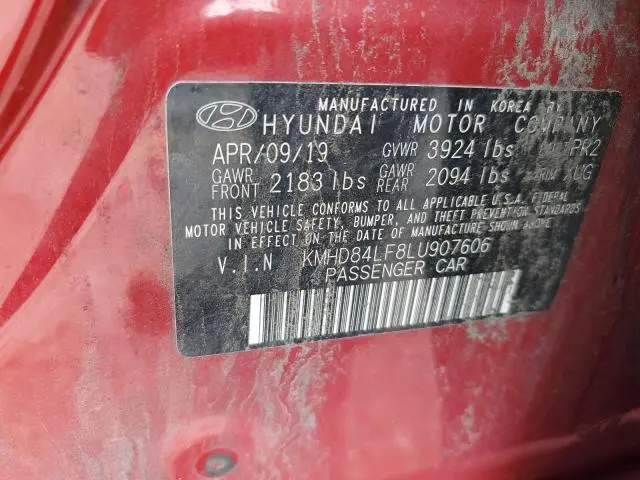 MANUFACTURED IN KOREA BY
HYUNDAI MOTOR COMPANY
APR/09/19 GVWR 3924 lbs PR2
GAWR FRONT 2183 lbs GAWR REAR 2094 lbs
THIS VEHICLE CONFORMS TO ALL APPLICABLE U.S.A. FEDERAL
MOTOR VEHICLE SAFETY, BUMPER, AND THEFT PREVENTION STANDARDS
IN EFFECT ON THE DATE OF MANUFACTURE SHOWN ABOVE.
V.I.N KMHD84LF8LU907606
PASSENGER CAR